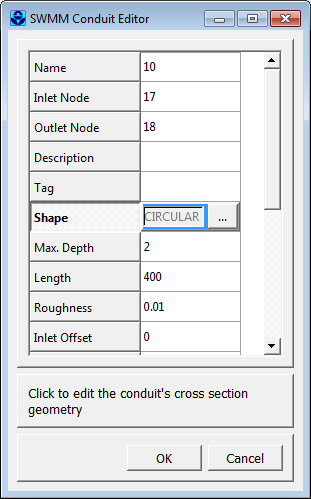 SWMM Conduit Editor
Name 10
Inlet Node 17
Outlet Node 18
Description
Tag
Shape CIRCULAR ...
Max. Depth 2
Length 400
Roughness 0.01
Inlet Offset 0
Click to edit the conduit's cross section
geometry
OK Cancel